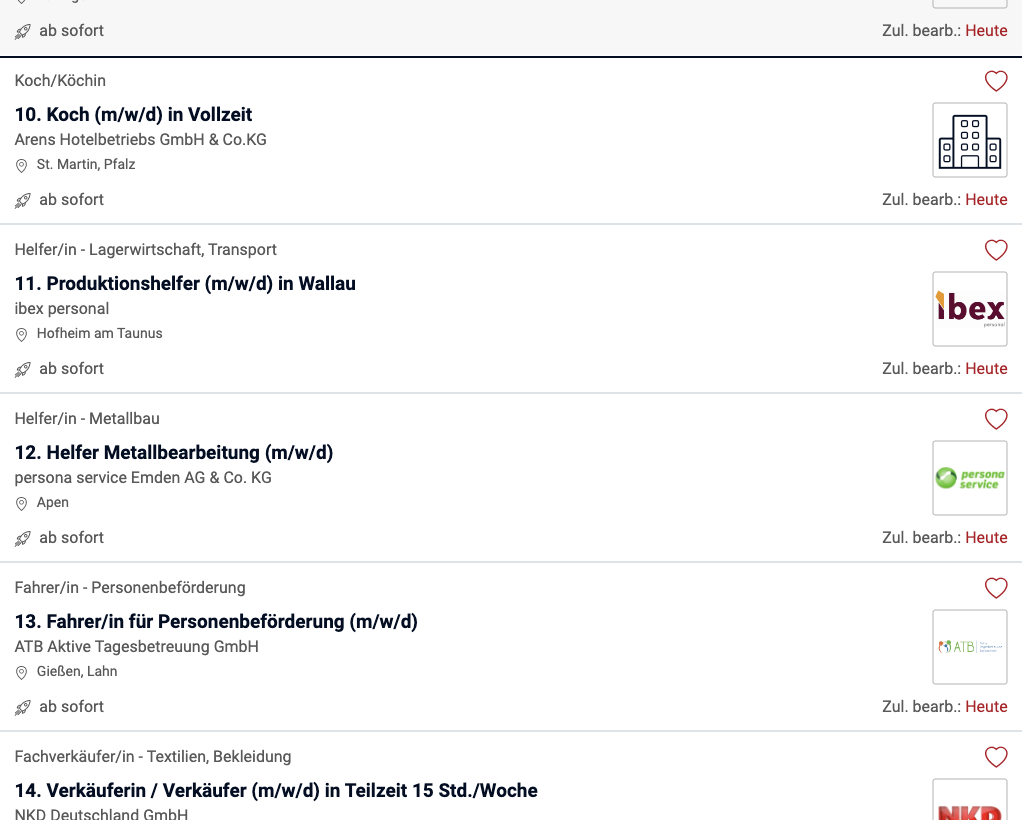 ab sofort
Zul. bearb.: Heute
Koch/Köchin
10. Koch (m/w/d) in Vollzeit
Arens Hotelbetriebs GmbH & Co.KG
St. Martin, Pfalz
ab sofort
Zul. bearb.: Heute
Helfer/in - Lagerwirtschaft, Transport
11. Produktionshelfer (m/w/d) in Wallau
ibex personal
Hofheim am Taunus
ibex
personal
ab sofort
Zul. bearb.: Heute
Helfer/in - Metallbau
12. Helfer Metallbearbeitung (m/w/d)
persona service Emden AG & Co. KG
Apen
persona
service
ab sofort
Zul. bearb.: Heute
Fahrer/in - Personenbeförderung
13. Fahrer/in für Personenbeförderung (m/w/d)
ATB Aktive Tagesbetreuung GmbH
Gießen, Lahn
ATB
ab sofort
Zul. bearb.: Heute
Fachverkäufer/in - Textilien, Bekleidung
14. Verkäuferin / Verkäufer (m/w/d) in Teilzeit 15 Std./Woche
NKD Deutschland GmbH
NKD